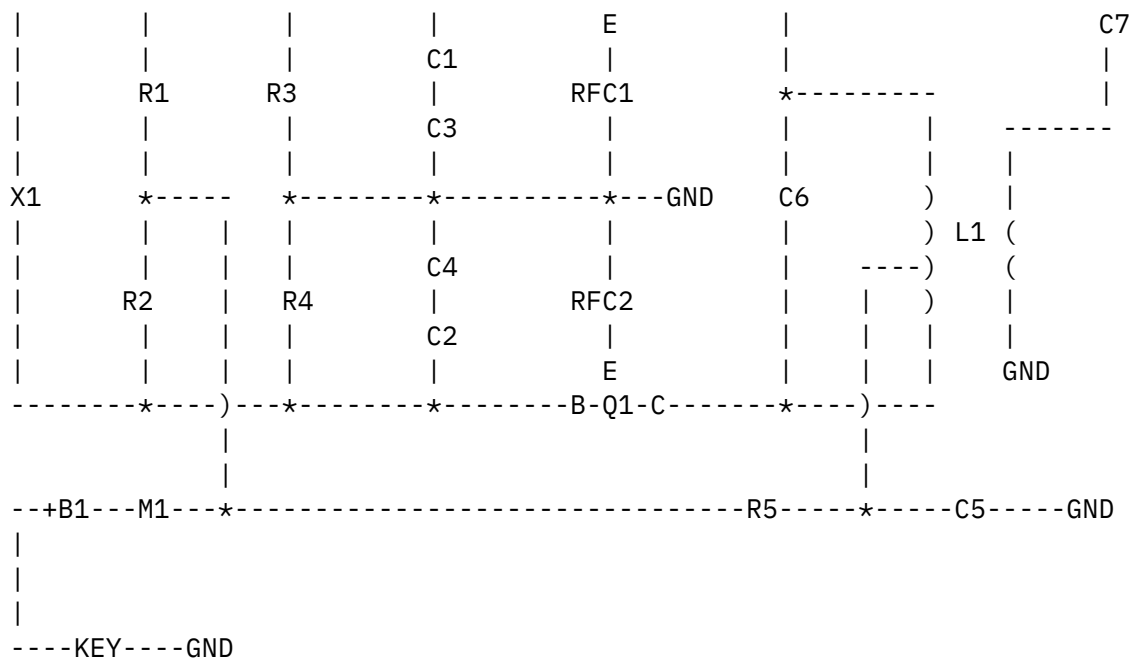 |       |        |        |          E          |                   C7
|       |        |        C1         |          |                   |
|       R1      R3        |        RFC1         *---------          |
|       |        |        C3         |          |        |    -------
|       |        |        |          |          |        |    |
X1      *-----   *--------*----------*---GND    C6       )    |
|       |    |   |        |          |          |        ) L1 (
|       |    |   |        C4         |          |    ----)    (
|      R2    |   R4       |        RFC2         |    |   )    |
|       |    |   |        C2         |          |    |   |    |
|       |    |   |        |          E          |    |   |    GND
--------*----)---*--------*--------B-Q1-C-------*----)----
             |                                       |
             |                                       |
--+B1---M1---*--------------------------------R5-----*-----C5-----GND
|
|
|
----KEY----GND